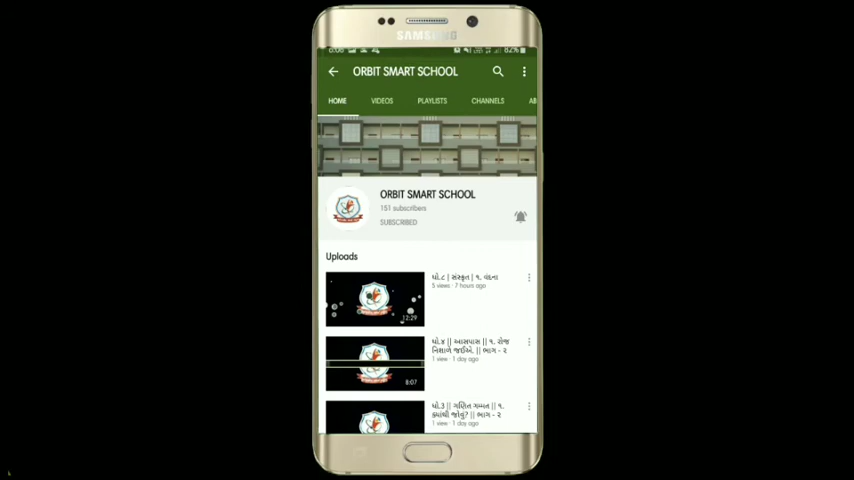 SAMSUNG
82%
ORBIT SMART SCHOOL
HOME VIDEOS PLAYLISTS CHANNELS AB
ORBIT SMART SCHOOL
151 subscribers
SUBSCRIBED
Uploads
ધો.૮ | સંસ્કૃત | ૧. વંદના
5 views · 7 hours ago
12:29
ધો.૪ || આસપાસ || ૧. રોજ
નિશાળે જઈએ. || ભાગ - ૨
1 view · 1 day ago
8:07
ધો.૩ || ગણિત ગમ્મત || ૧.
ક્યાંથી જોવું? || ભાગ - ૨
1 view · 1 day ago